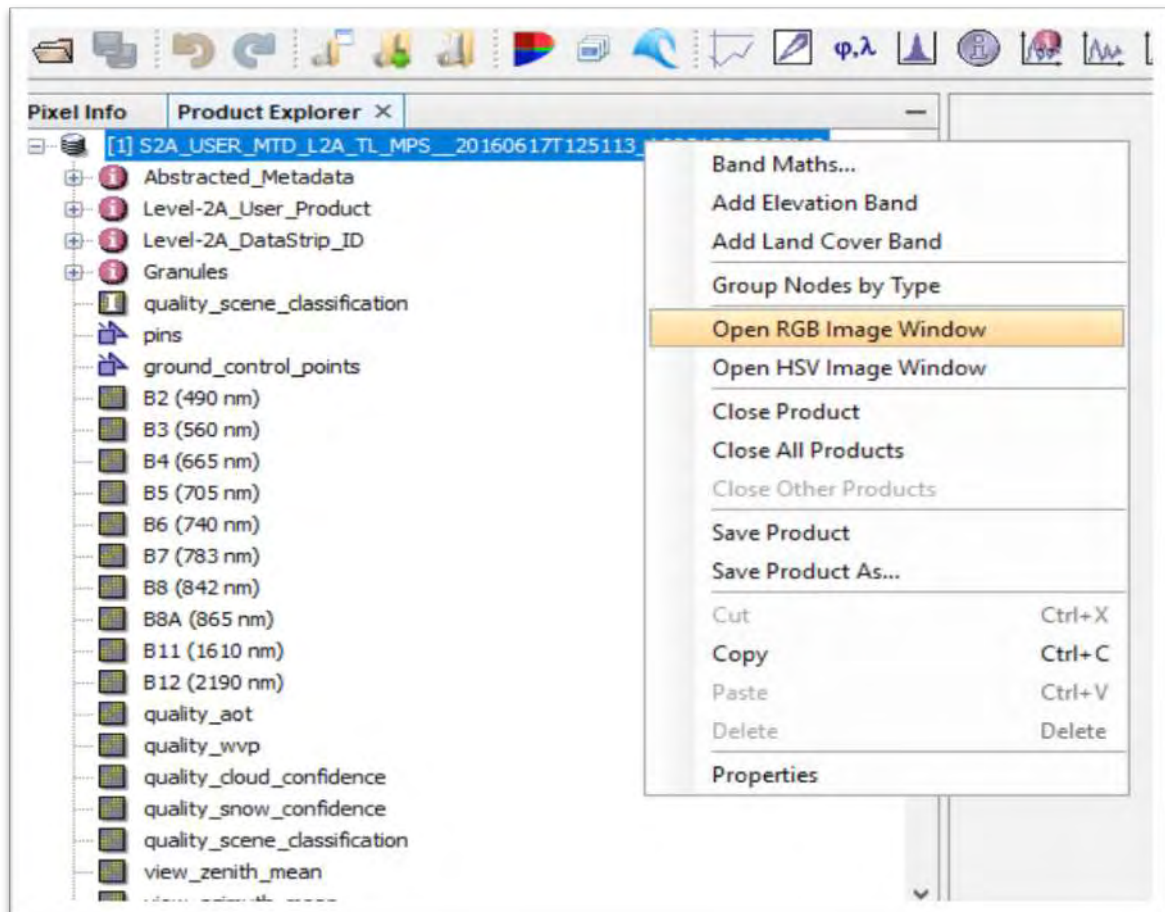 φ,λ
Pixel Info Product Explorer ×
[1] S2A_USER_MTD_L2A_TL_MPS__20160617T125113_
Abstracted_Metadata
Level-2A_User_Product
Level-2A_DataStrip_ID
Granules
quality_scene_classification
pins
ground_control_points
B2 (490 nm)
B3 (560 nm)
B4 (665 nm)
B5 (705 nm)
B6 (740 nm)
B7 (783 nm)
B8 (842 nm)
B8A (865 nm)
B11 (1610 nm)
B12 (2190 nm)
quality_aot
quality_wvp
quality_cloud_confidence
quality_snow_confidence
quality_scene_classification
view_zenith_mean
Band Maths...
Add Elevation Band
Add Land Cover Band
Group Nodes by Type
Open RGB Image Window
Open HSV Image Window
Close Product
Close All Products
Close Other Products
Save Product
Save Product As...
Cut Ctrl+X
Copy Ctrl+C
Paste Ctrl+V
Delete Delete
Properties